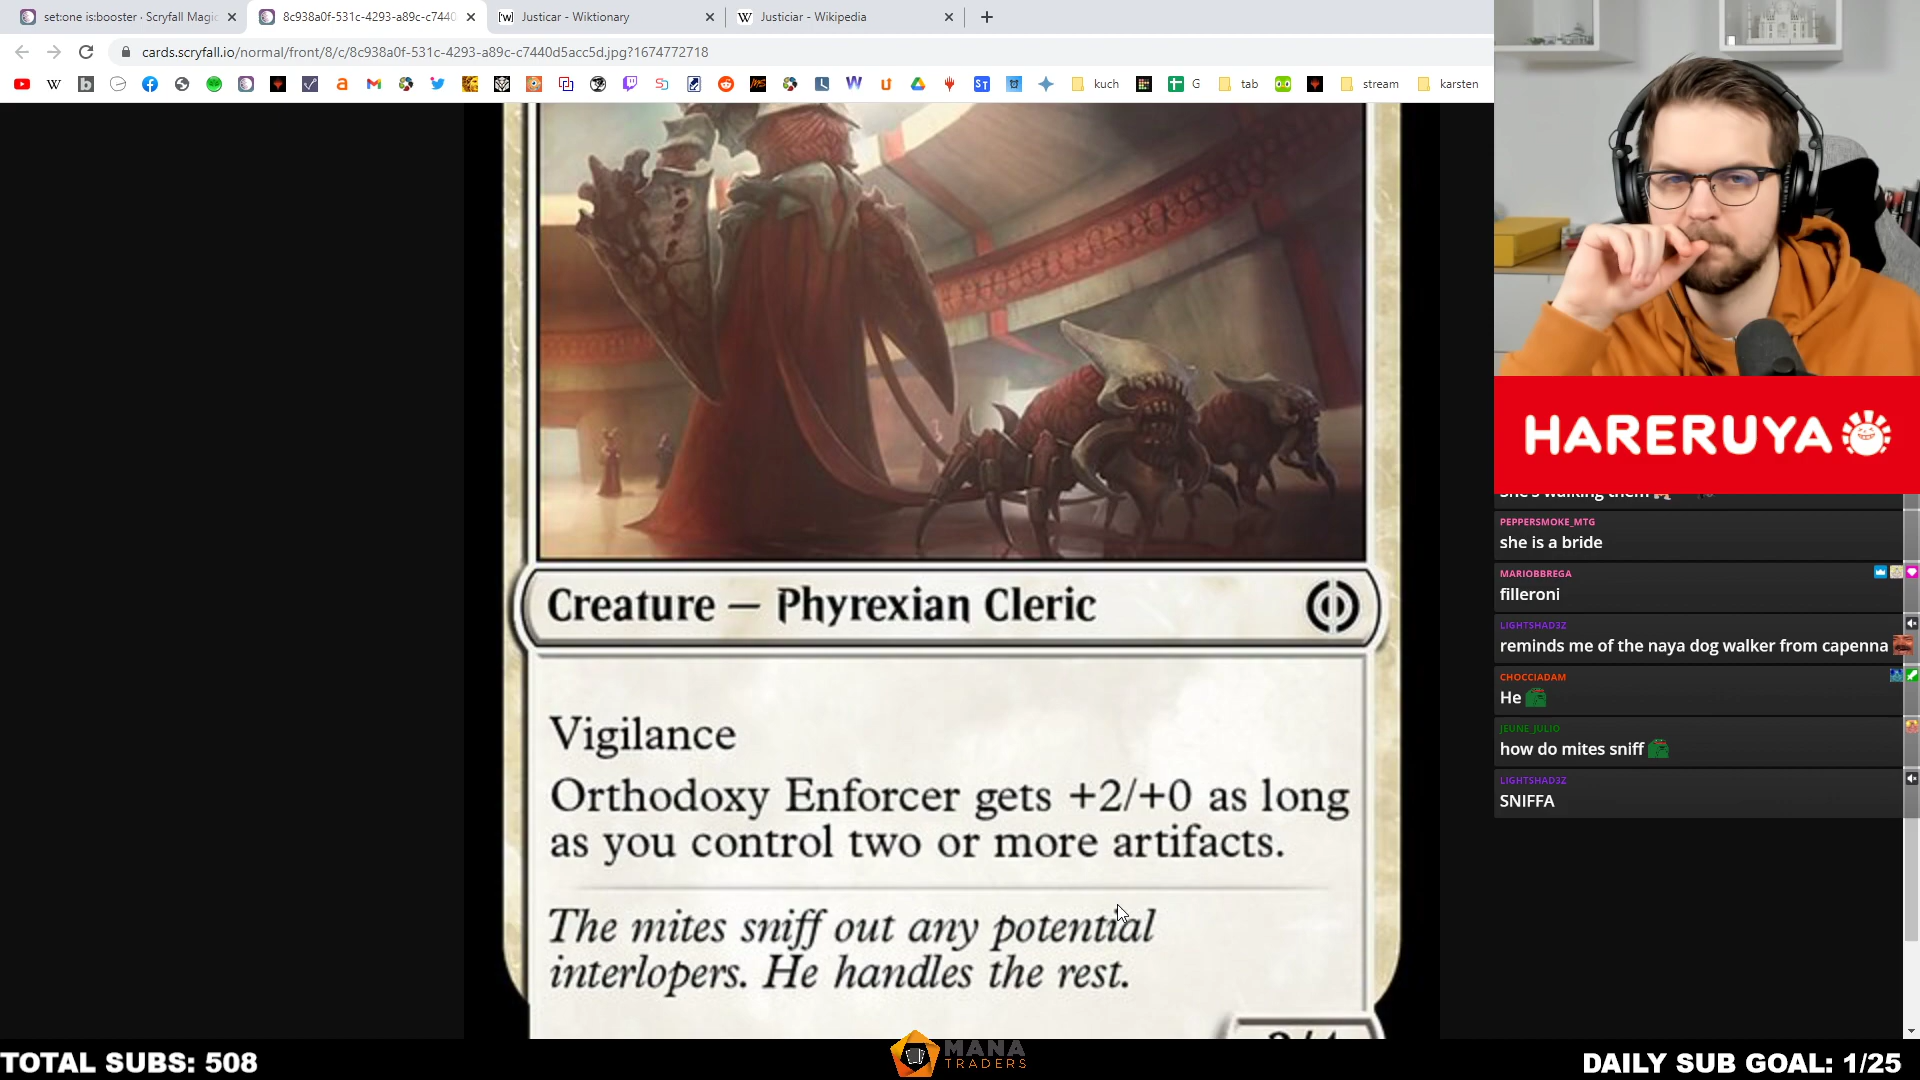 set:one is:booster · Scryfall Magic
8c938a0f-531c-4293-a89c-c7440
Justicar - Wiktionary
Justiciar - Wikipedia
cards.scryfall.io/normal/front/8/c/8c938a0f-531c-4293-a89c-c7440d5acc5d.jpg?1674772718
kuch
G
tab
stream
karsten
Creature — Phyrexian Cleric
Vigilance
Orthodoxy Enforcer gets +2/+0 as long
as you control two or more artifacts.
The mites sniff out any potential
interlopers. He handles the rest.
HARERUYA
She's walking them
PEPPERSMOKE_MTG
she is a bride
MARIOBBREGA
filleroni
LIGHTSHAD3Z
reminds me of the naya dog walker from capenna
CHOCCIADAM
He
JEUNE_JULIO
how do mites sniff
LIGHTSHAD3Z
SNIFFA
TOTAL SUBS: 508
MANA
TRADERS
DAILY SUB GOAL: 1/25